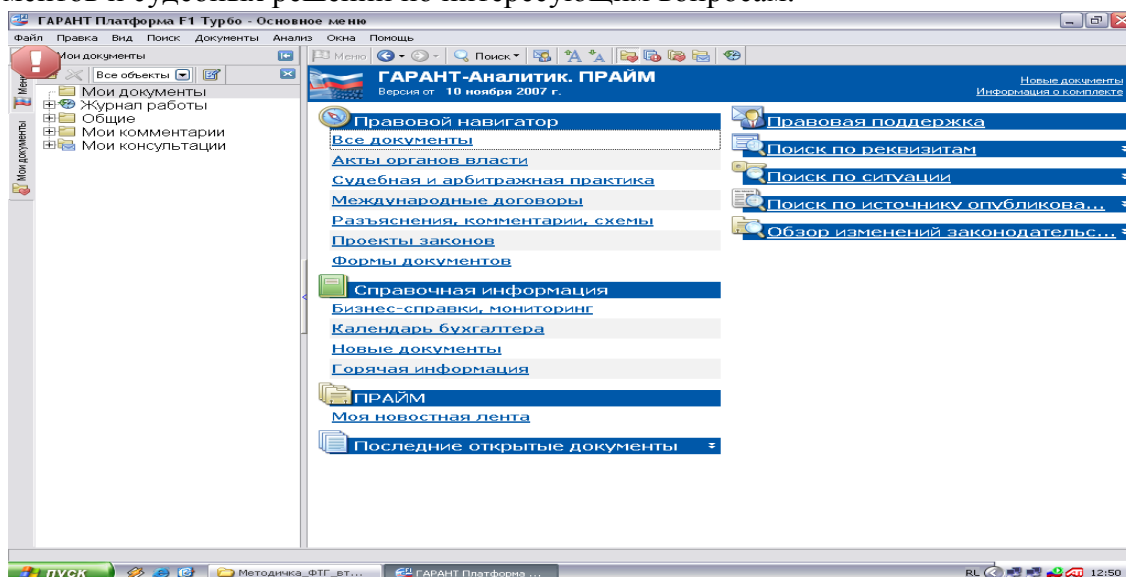 ментов и судебных решений по интересующим вопросам.
ГАРАНТ Платформа F1 Турбо - Основное меню
Файл Правка Вид Поиск Документы Анализ Окна Помощь
Мои документы
Меню Поиск
Все объекты
Мои документы
Журнал работы
Общие
Мои комментарии
Мои консультации
Мои документы
ГАРАНТ-Аналитик. ПРАЙМ
Версия от 10 ноября 2007 г.
Новые документы
Информация о комплекте
Правовой навигатор
Все документы
Акты органов власти
Судебная и арбитражная практика
Международные договоры
Разъяснения, комментарии, схемы
Проекты законов
Формы документов
Справочная информация
Бизнес-справки, мониторинг
Календарь бухгалтера
Новые документы
Горячая информация
ПРАЙМ
Моя новостная лента
Последние открытые документы
Правовая поддержка
Поиск по реквизитам
Поиск по ситуации
Поиск по источнику опубликова...
Обзор изменений законодательс...
пуск
Методичка_ФТГ_вт...
ГАРАНТ Платформа ...
RL
12:50